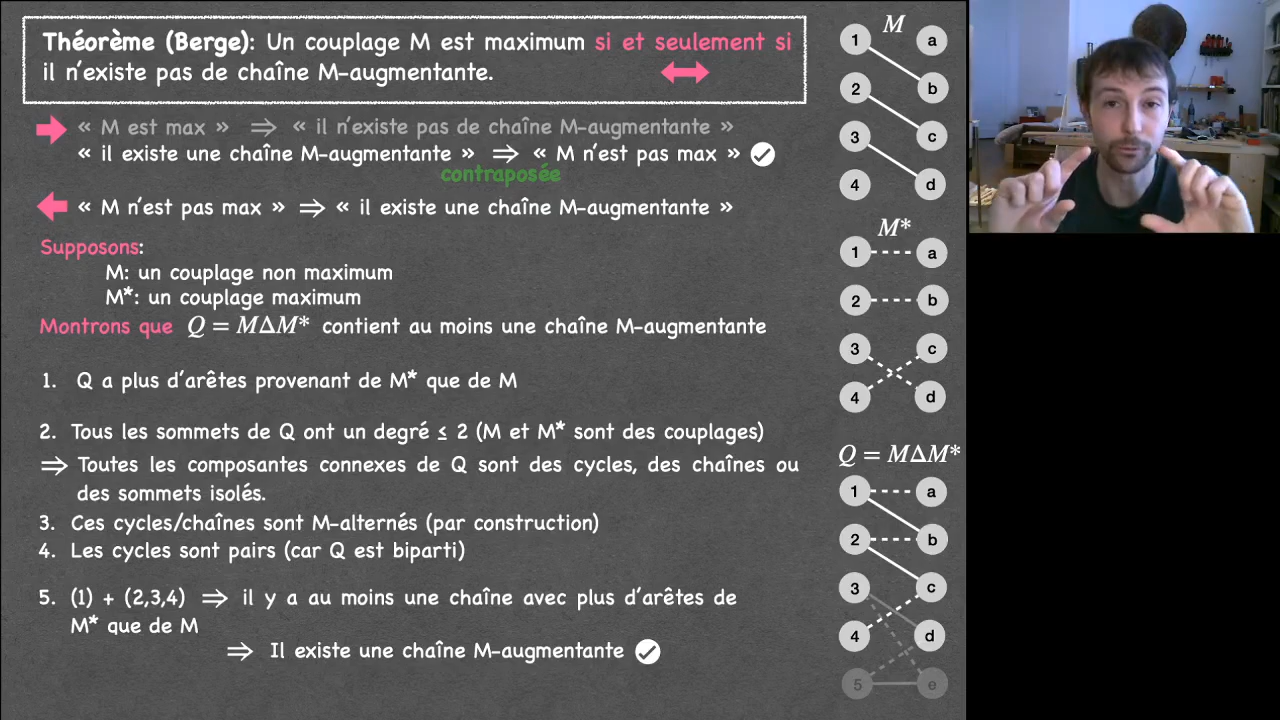 Théorème (Berge): Un couplage M est maximum si et seulement si
il n'existe pas de chaîne M-augmentante.
« M est max » ⇒ « il n'existe pas de chaîne M-augmentante »
« il existe une chaîne M-augmentante » ⇒ « M n'est pas max »
contraposée
« M n'est pas max » ⇒ « il existe une chaîne M-augmentante »
Supposons:
M: un couplage non maximum
M*: un couplage maximum
Montrons que Q = MΔM* contient au moins une chaîne M-augmentante
1. Q a plus d'arêtes provenant de M* que de M
2. Tous les sommets de Q ont un degré ≤ 2 (M et M* sont des couplages)
⇒ Toutes les composantes connexes de Q sont des cycles, des chaînes ou
des sommets isolés.
3. Ces cycles/chaînes sont M-alternés (par construction)
4. Les cycles sont pairs (car Q est biparti)
5. (1) + (2,3,4) ⇒ il y a au moins une chaîne avec plus d'arêtes de
M* que de M
⇒ Il existe une chaîne M-augmentante
M
1 a
2 b
3 c
4 d
M*
1 a
2 b
3 c
4 d
Q = MΔM*
1 a
2 b
3 c
4 d
5 e